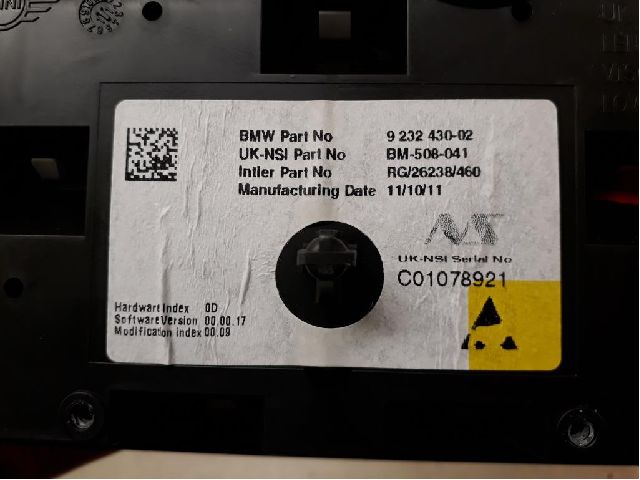 MINI
BMW Part No 9 232 430-02
UK-NSI Part No BM-508-041
Intier Part No RG/26238/460
Manufacturing Date 11/10/11
UK-NSI Serial No
C01078921
Hardware Index 0D
Software Version 00.00.17
Modification Index 00.09